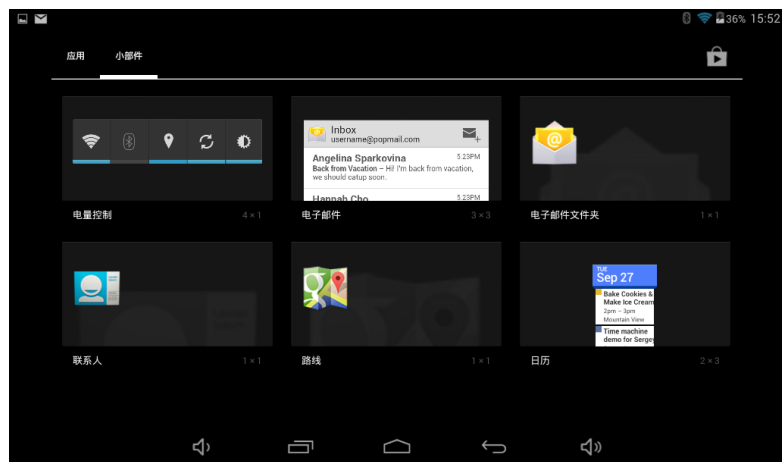 36% 15:52
应用 小部件
Inbox
username@popmail.com
Angelina Sparkovina 5:23PM
Back from Vacation – Hi! I'm back from vacation,
we should catup soon.
Hannah Cho 5:23PM
电量控制 4×1
电子邮件 3×3
电子邮件文件夹 1×1
TUE
Sep 27
Bake Cookies &
Make Ice Cream
2pm – 3pm
Mountain View
Time machine
demo for Sergey
联系人 1×1
路线 1×1
日历 2×3